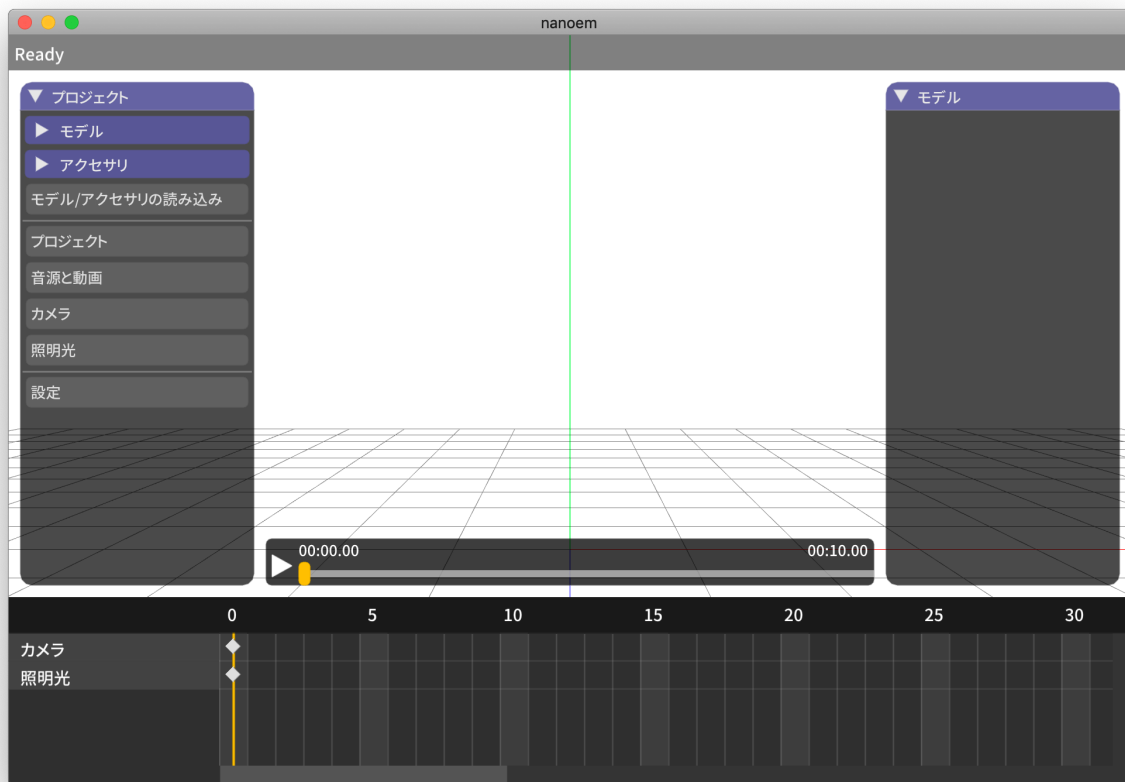 nanoem
Ready
プロジェクト
モデル
アクセサリ
モデル/アクセサリの読み込み
プロジェクト
音源と動画
カメラ
照明光
設定
モデル
00:00.00 00:10.00
0 5 10 15 20 25 30
カメラ
照明光